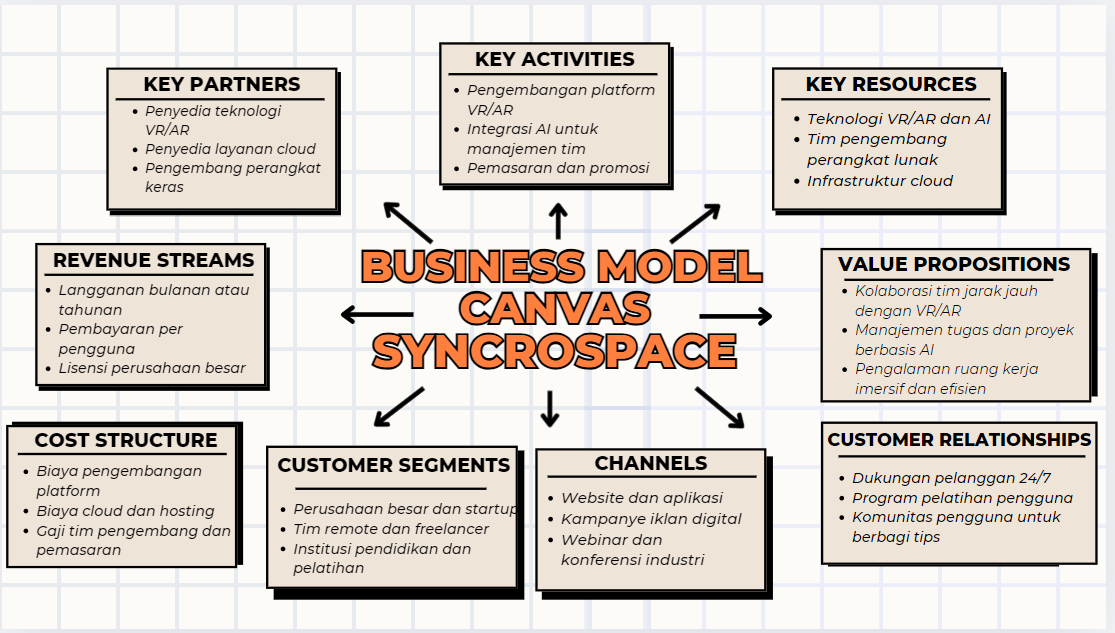 KEY PARTNERS
• Penyedia teknologi
VR/AR
• Penyedia layanan cloud
• Pengembang perangkat
keras
KEY ACTIVITIES
• Pengembangan platform
VR/AR
• Integrasi AI untuk
manajemen tim
• Pemasaran dan promosi
KEY RESOURCES
• Teknologi VR/AR dan AI
• Tim pengembang
perangkat lunak
• Infrastruktur cloud
REVENUE STREAMS
• Langganan bulanan atau
tahunan
• Pembayaran per
pengguna
• Lisensi perusahaan besar
BUSINESS MODEL
CANVAS
SYNCROSPACE
VALUE PROPOSITIONS
• Kolaborasi tim jarak jauh
dengan VR/AR
• Manajemen tugas dan proyek
berbasis AI
• Pengalaman ruang kerja
imersif dan efisien
COST STRUCTURE
• Biaya pengembangan
platform
• Biaya cloud dan hosting
• Gaji tim pengembang dan
pemasaran
CUSTOMER SEGMENTS
• Perusahaan besar dan startup
• Tim remote dan freelancer
• Institusi pendidikan dan
pelatihan
CHANNELS
• Website dan aplikasi
• Kampanye iklan digital
• Webinar dan
konferensi industri
CUSTOMER RELATIONSHIPS
• Dukungan pelanggan 24/7
• Program pelatihan pengguna
• Komunitas pengguna untuk
berbagi tips